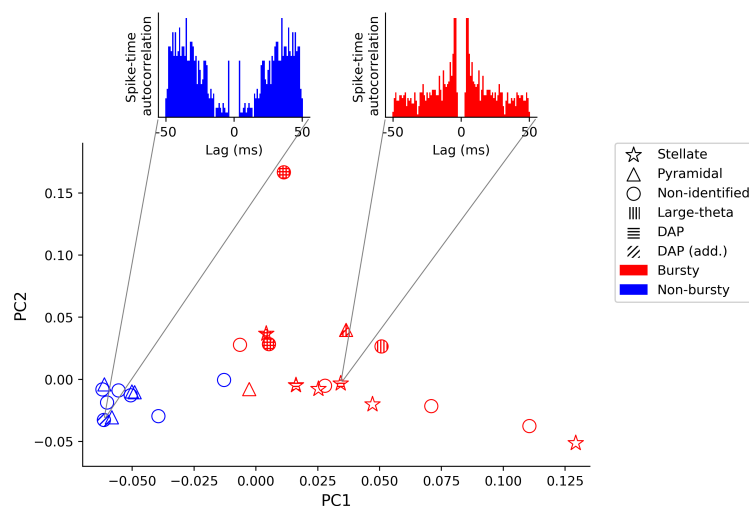 Spike-time
autocorrelation
-50 0 50
Lag (ms)
Spike-time
autocorrelation
-50 0 50
Lag (ms)
PC2
0.15
0.10
0.05
0.00
−0.05
−0.050 −0.025 0.000 0.025 0.050 0.075 0.100 0.125
PC1
Stellate
Pyramidal
Non-identified
Large-theta
DAP
DAP (add.)
Bursty
Non-bursty